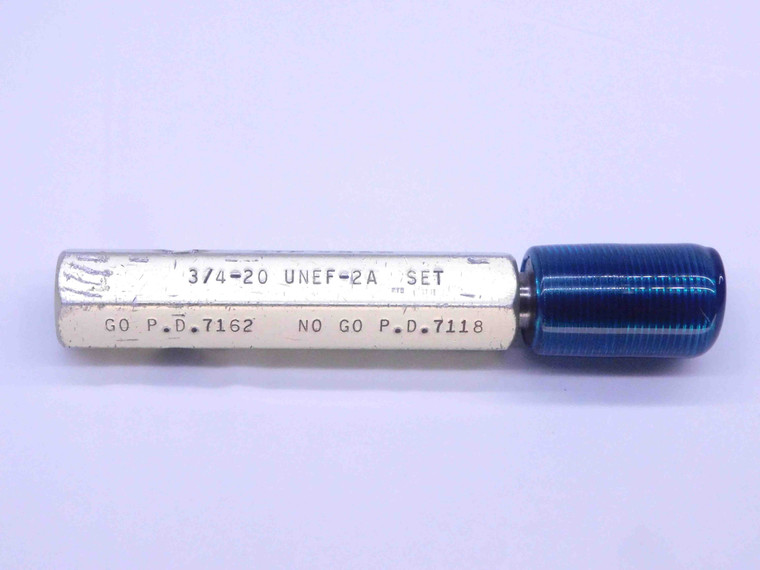 3/4-20 UNEF-2A SET
GO P.D.7162 NO GO P.D.7118